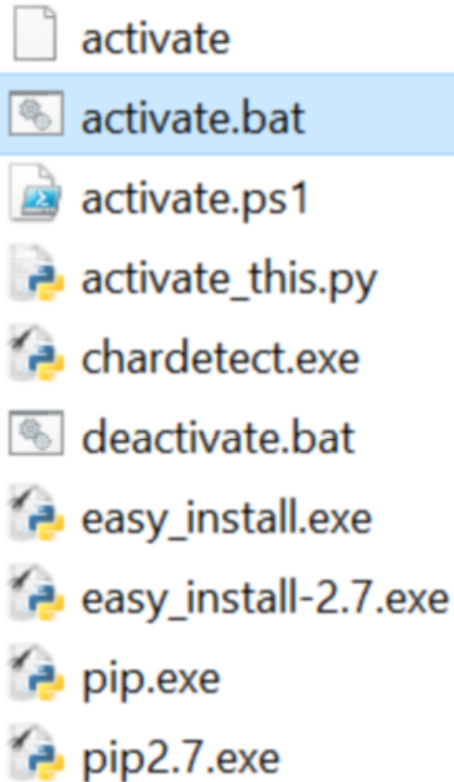 activate
activate.bat
activate.ps1
activate_this.py
chardetect.exe
deactivate.bat
easy_install.exe
easy_install-2.7.exe
pip.exe
pip2.7.exe